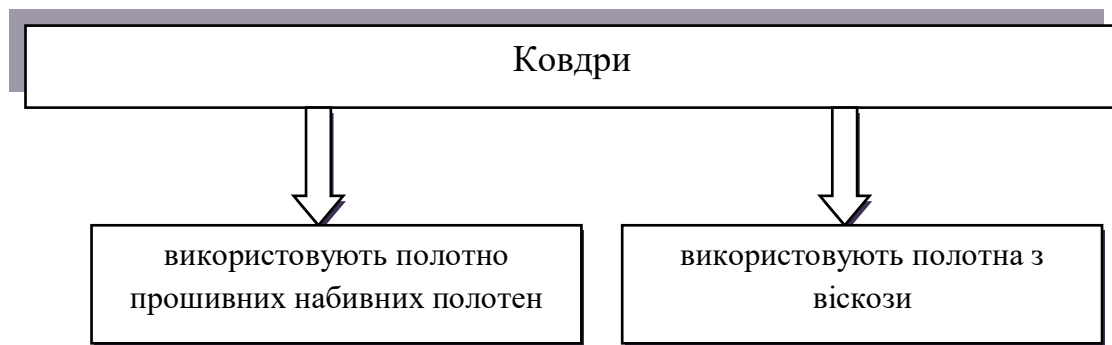 Ковдри
використовують полотно
прошивних набивних полотен
використовують полотна з
віскози